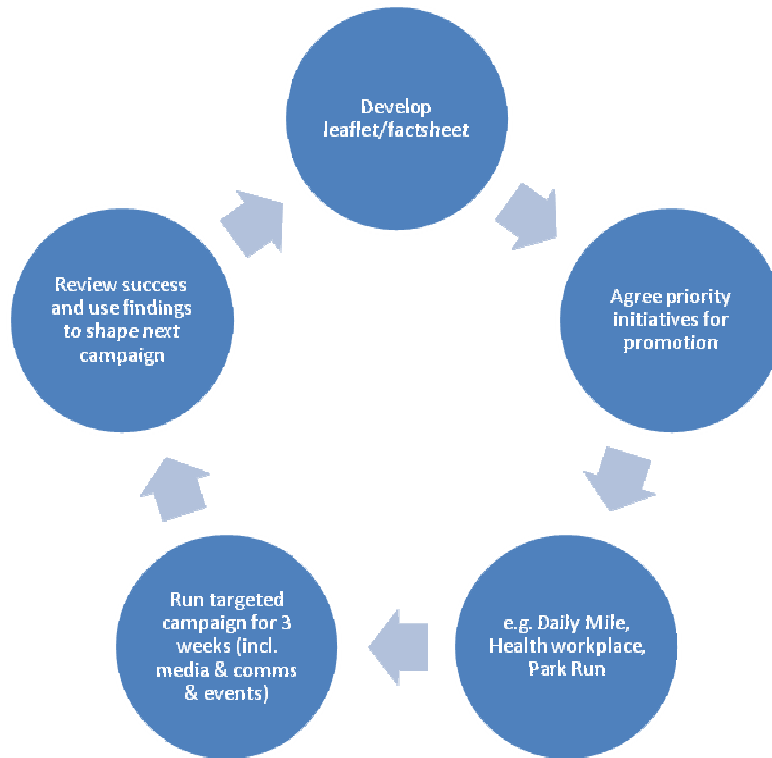 Develop
leaflet/factsheet
Agree priority
initiatives for
promotion
e.g. Daily Mile,
Health workplace,
Park Run
Run targeted
campaign for 3
weeks (incl.
media & comms
& events)
Review success
and use findings
to shape next
campaign